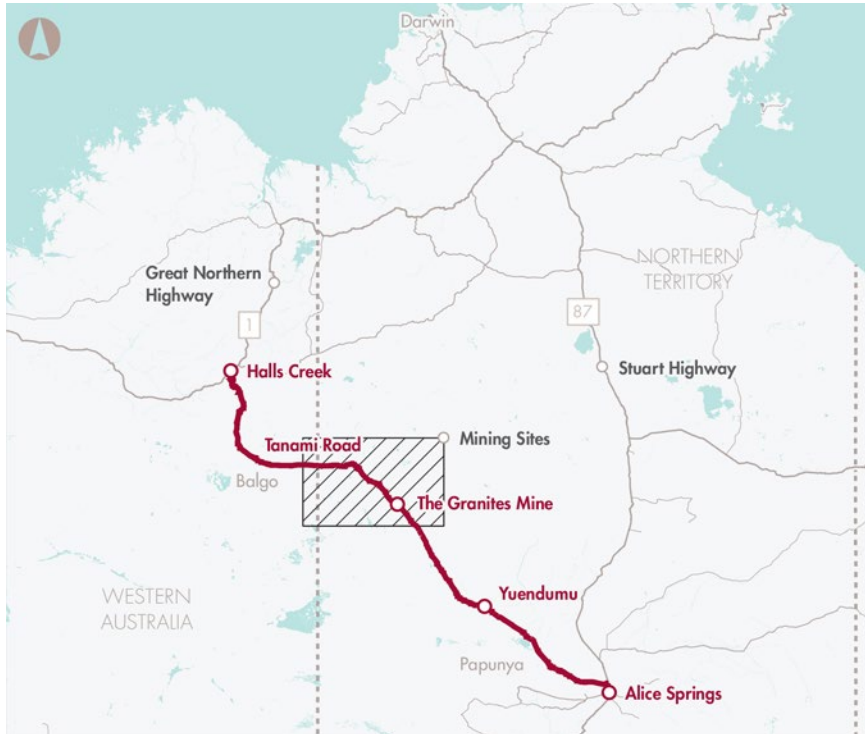 Darwin
NORTHERN
TERRITORY
Great Northern
Highway
1
87
Halls Creek
Stuart Highway
Tanami Road
Mining Sites
Balgo
The Granites Mine
WESTERN
AUSTRALIA
Yuendumu
Papunya
Alice Springs